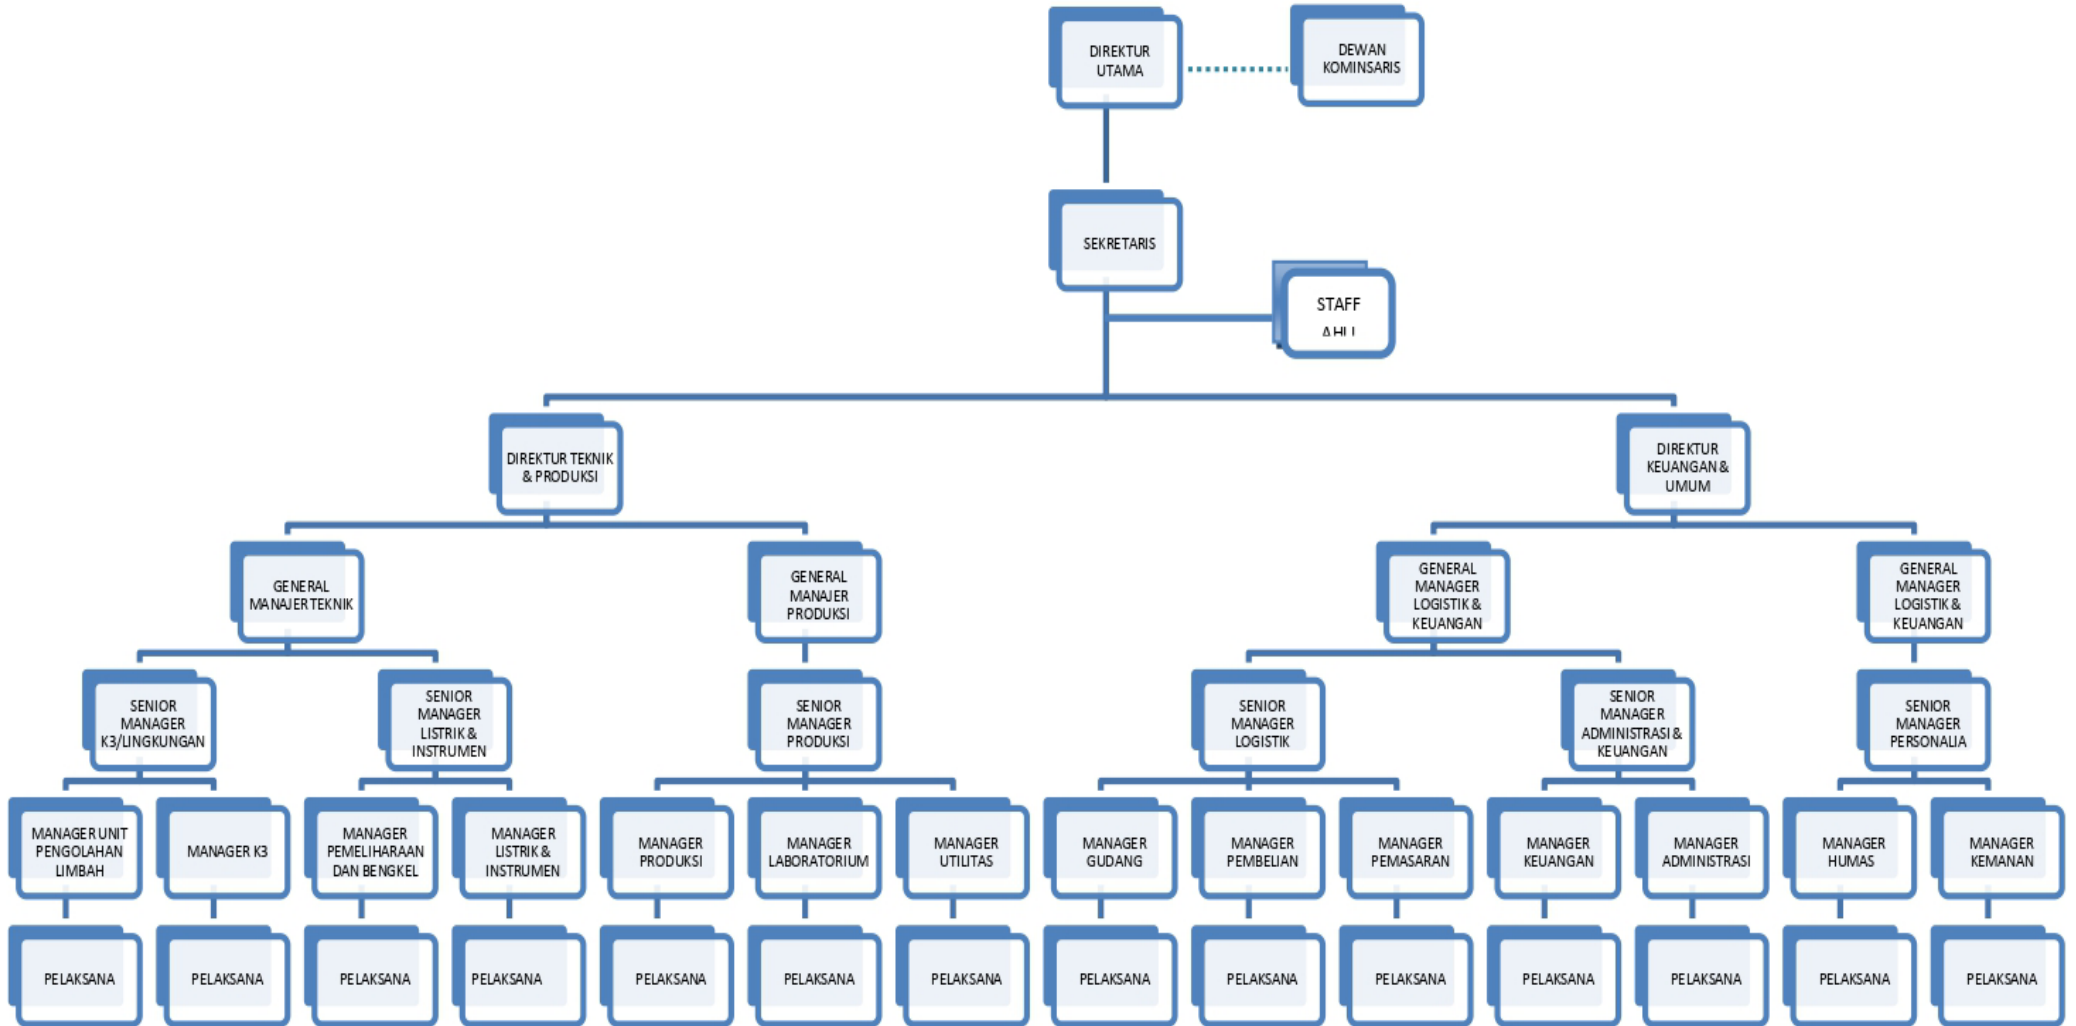 DIREKTUR
UTAMA
DEWAN
KOMINSARIS
SEKRETARIS
STAFF
AHLI
DIREKTUR TEKNIK
& PRODUKSI
DIREKTUR
KEUANGAN &
UMUM
GENERAL
MANAJER TEKNIK
GENERAL
MANAJER
PRODUKSI
GENERAL
MANAGER
LOGISTIK &
KEUANGAN
GENERAL
MANAGER
LOGISTIK &
KEUANGAN
SENIOR
MANAGER
K3/LINGKUNGAN
SENIOR
MANAGER
LISTRIK &
INSTRUMEN
SENIOR
MANAGER
PRODUKSI
SENIOR
MANAGER
LOGISTIK
SENIOR
MANAGER
ADMINISTRASI &
KEUANGAN
SENIOR
MANAGER
PERSONALIA
MANAGER UNIT
PENGOLAHAN
LIMBAH
MANAGER K3
MANAGER
PEMELIHARAAN
DAN BENGKEL
MANAGER
LISTRIK &
INSTRUMEN
MANAGER
PRODUKSI
MANAGER
LABORATORIUM
MANAGER
UTILITAS
MANAGER
GUDANG
MANAGER
PEMBELIAN
MANAGER
PEMASARAN
MANAGER
KEUANGAN
MANAGER
ADMINISTRASI
MANAGER
HUMAS
MANAGER
KEMANAN
PELAKSANA
PELAKSANA
PELAKSANA
PELAKSANA
PELAKSANA
PELAKSANA
PELAKSANA
PELAKSANA
PELAKSANA
PELAKSANA
PELAKSANA
PELAKSANA
PELAKSANA
PELAKSANA